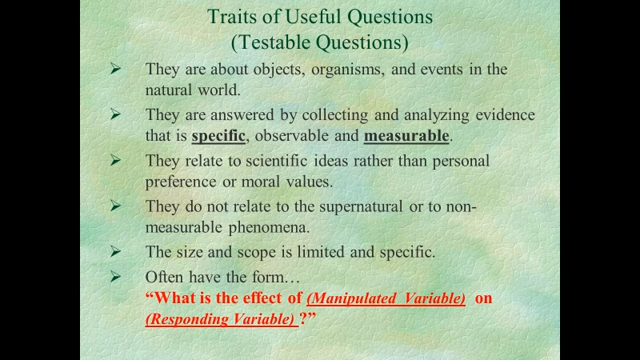 Traits of Useful Questions
(Testable Questions)
➢ They are about objects, organisms, and events in the
natural world.
➢ They are answered by collecting and analyzing evidence
that is specific, observable and measurable.
➢ They relate to scientific ideas rather than personal
preference or moral values.
➢ They do not relate to the supernatural or to non-
measurable phenomena.
➢ The size and scope is limited and specific.
➢ Often have the form…
“What is the effect of (Manipulated Variable) on
(Responding Variable) ?”